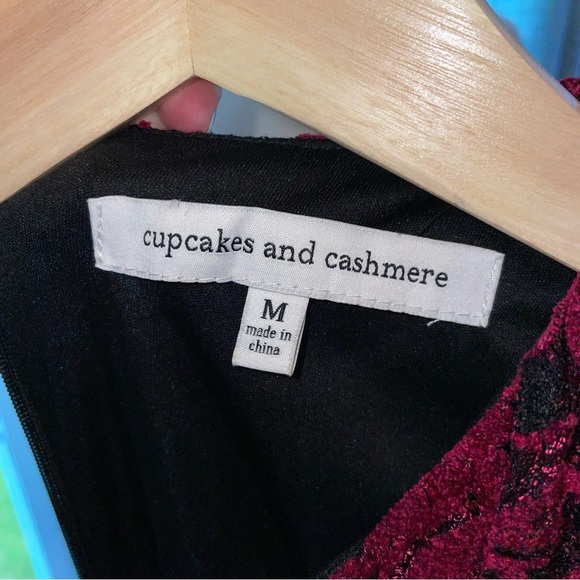 cupcakes and cashmere
M
made in
china